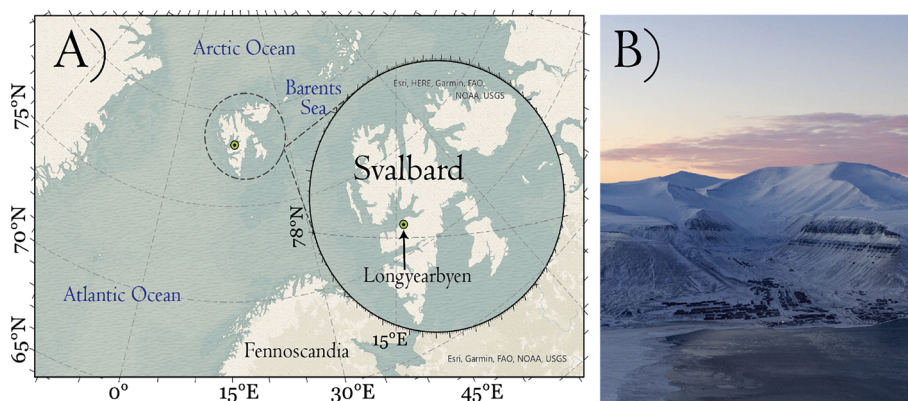 A)
Arctic Ocean
Barents
Sea
Esri, HERE, Garmin, FAO,
NOAA, USGS
Svalbard
75°N
70°N
65°N
78°N
Longyearbyen
Atlantic Ocean
15°E
Fennoscandia
Esri, Garmin, FAO, NOAA, USGS
0°
15°E
30°E
45°E
B)